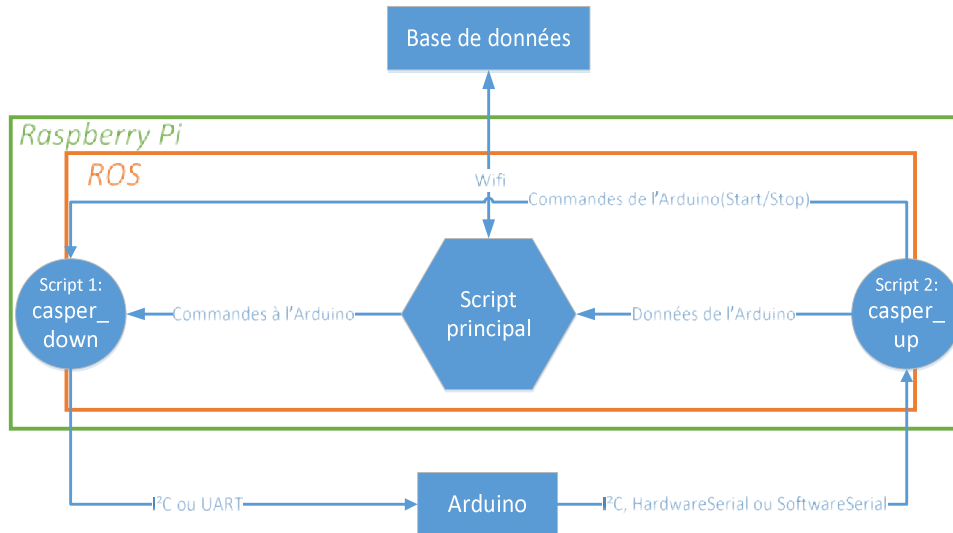 Base de données
Raspberry Pi
ROS
Wifi
Commandes de l'Arduino(Start/Stop)
Script 1:
casper_
down
Commandes à l'Arduino
Script
principal
Données de l'Arduino
Script 2:
casper_
up
I²C ou UART
Arduino
I²C, HardwareSerial ou SoftwareSerial